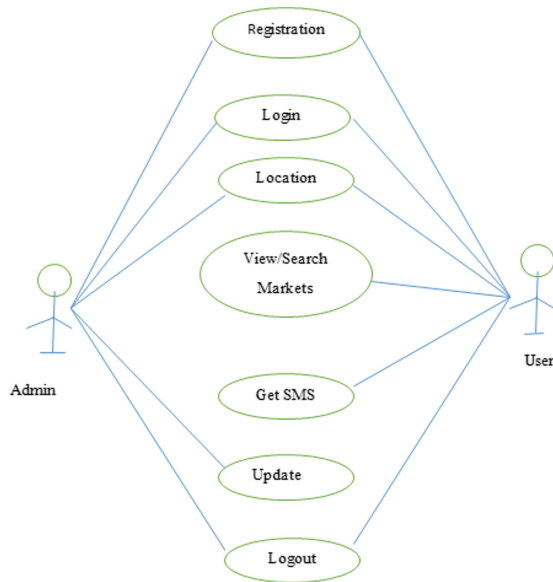 Registration
Login
Location
View/Search
Markets
Admin
User
Get SMS
Update
Logout